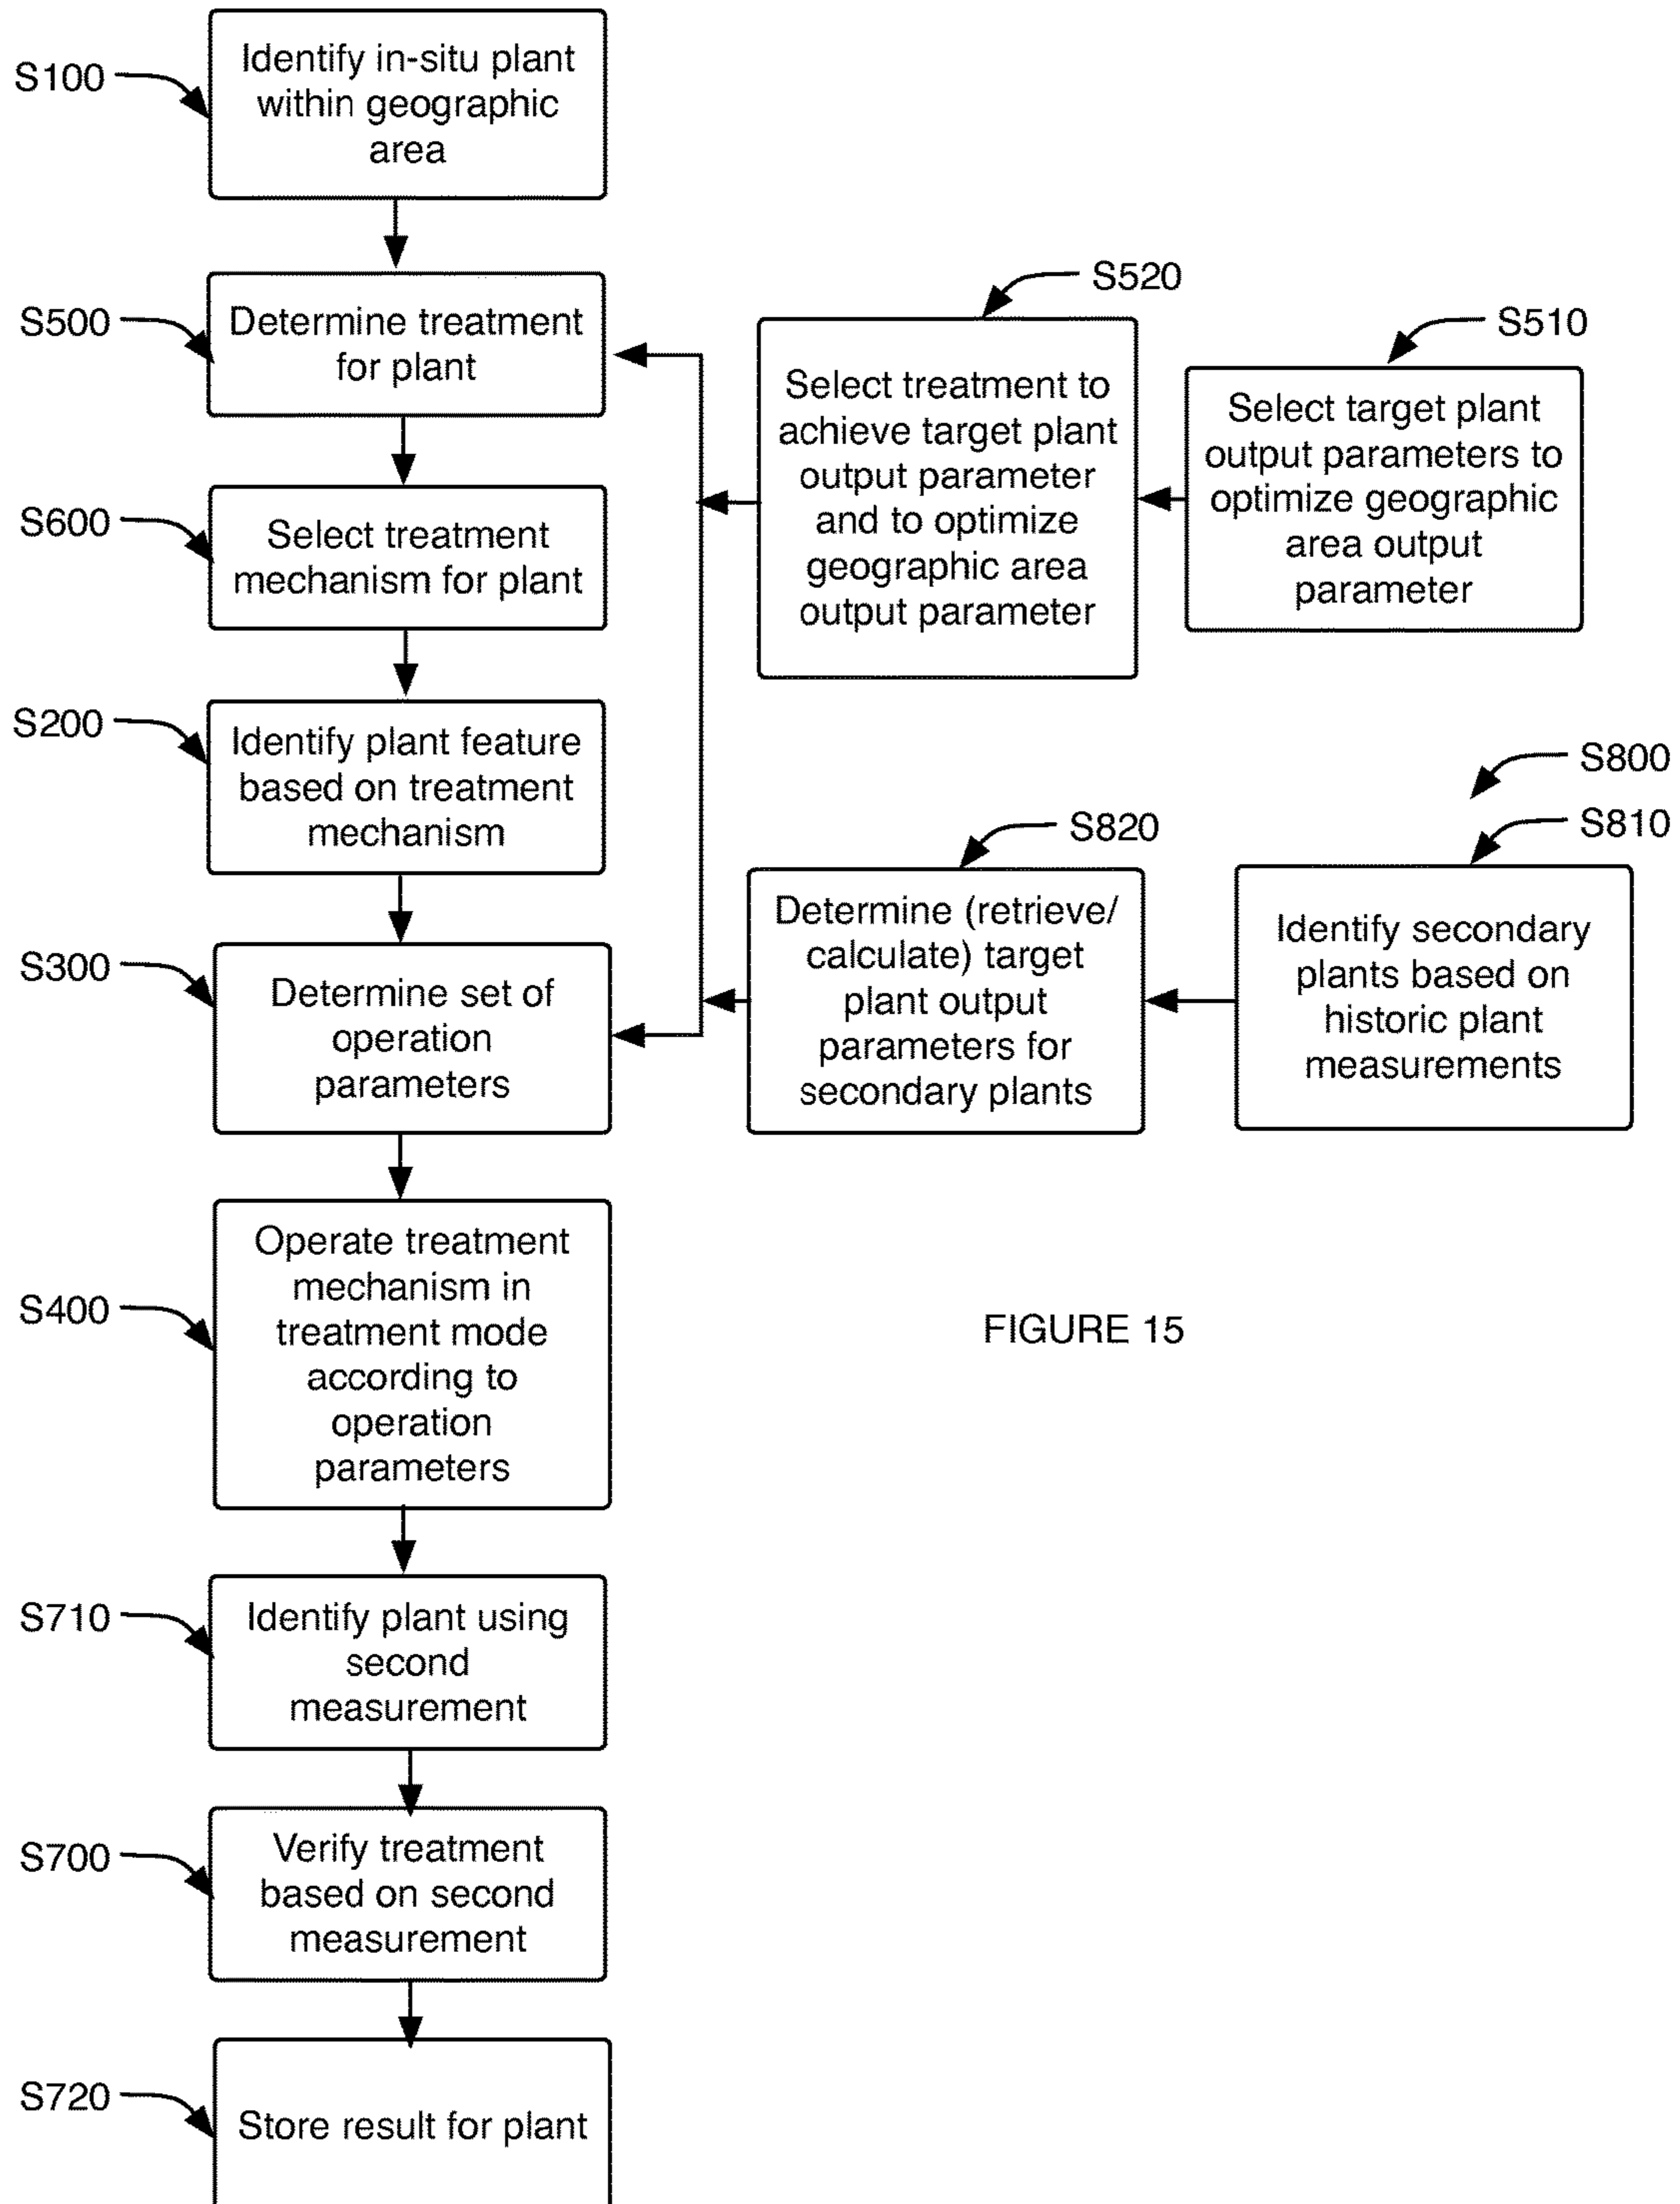 S100
Identify in-situ plant
within geographic
area
S500
Determine treatment
for plant
S520
Select treatment to
achieve target plant
output parameter
and to optimize
geographic area
output parameter
S510
Select target plant
output parameters to
optimize geographic
area output
parameter
S600
Select treatment
mechanism for plant
S200
Identify plant feature
based on treatment
mechanism
S800
S810
Identify secondary
plants based on
historic plant
measurements
S820
Determine (retrieve/
calculate) target
plant output
parameters for
secondary plants
S300
Determine set of
operation
parameters
S400
Operate treatment
mechanism in
treatment mode
according to
operation
parameters
FIGURE 15
S710
Identify plant using
second
measurement
S700
Verify treatment
based on second
measurement
S720
Store result for plant